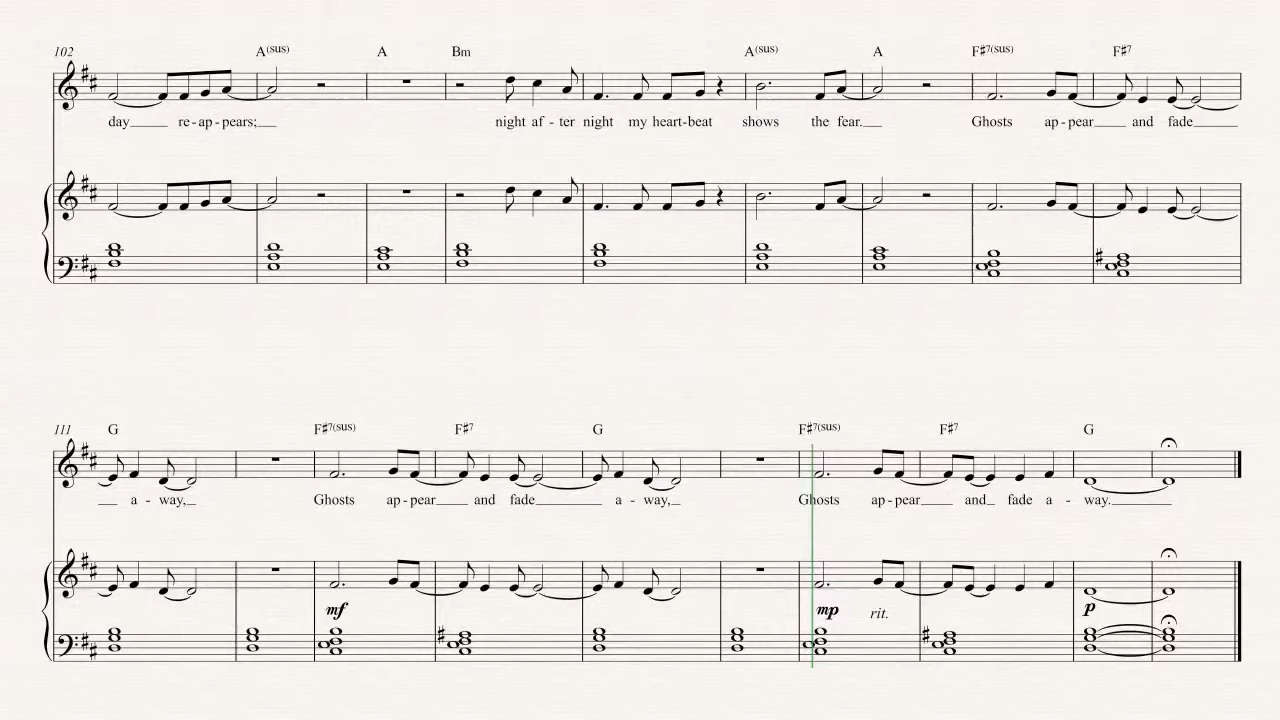 102 A(sus) A Bm A(sus) A F♯7(sus) F♯7
day re - ap - pears; night af - ter night my heart - beat shows the fear. Ghosts ap - pear and fade
111 G F♯7(sus) F♯7 G F♯7(sus) F♯7 G
a - way, Ghosts ap - pear and fade a - way, Ghosts ap - pear and fade a - way.
mf mp rit. p